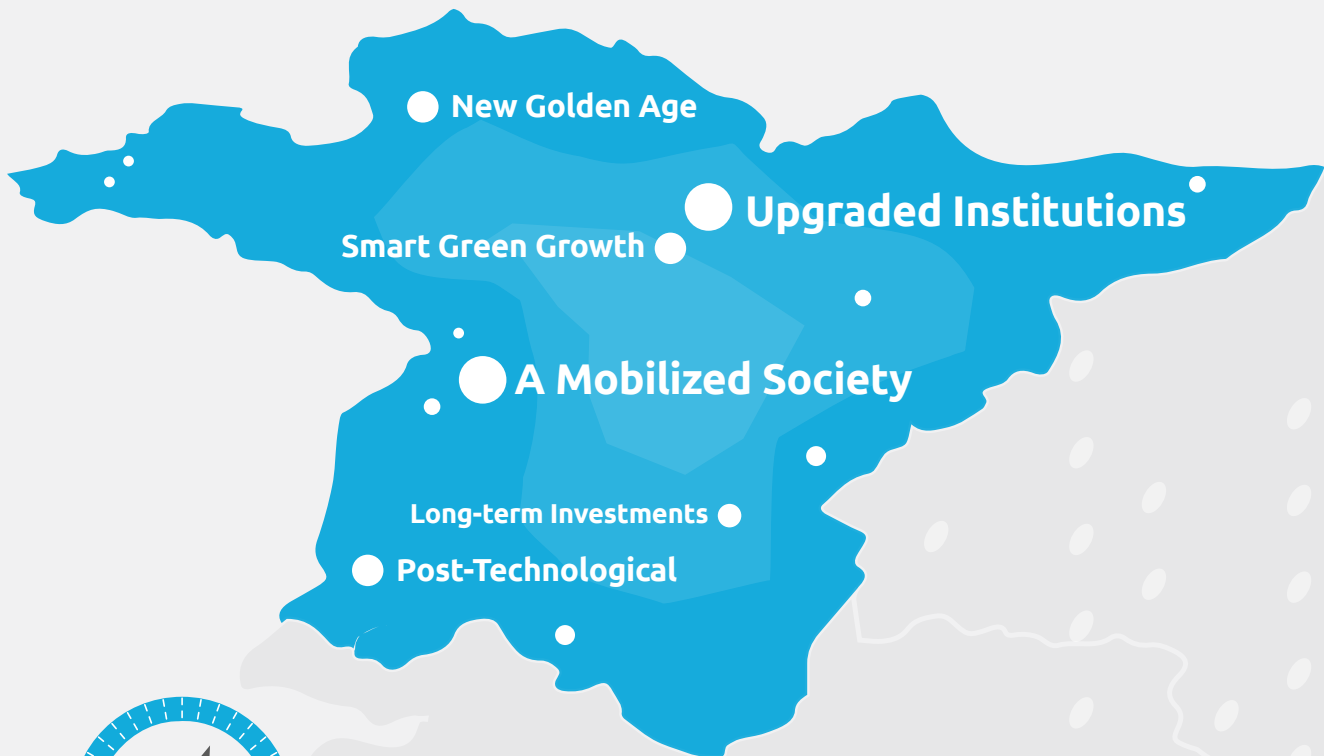 New Golden Age
Upgraded Institutions
Smart Green Growth
A Mobilized Society
Long-term Investments
Post-Technological